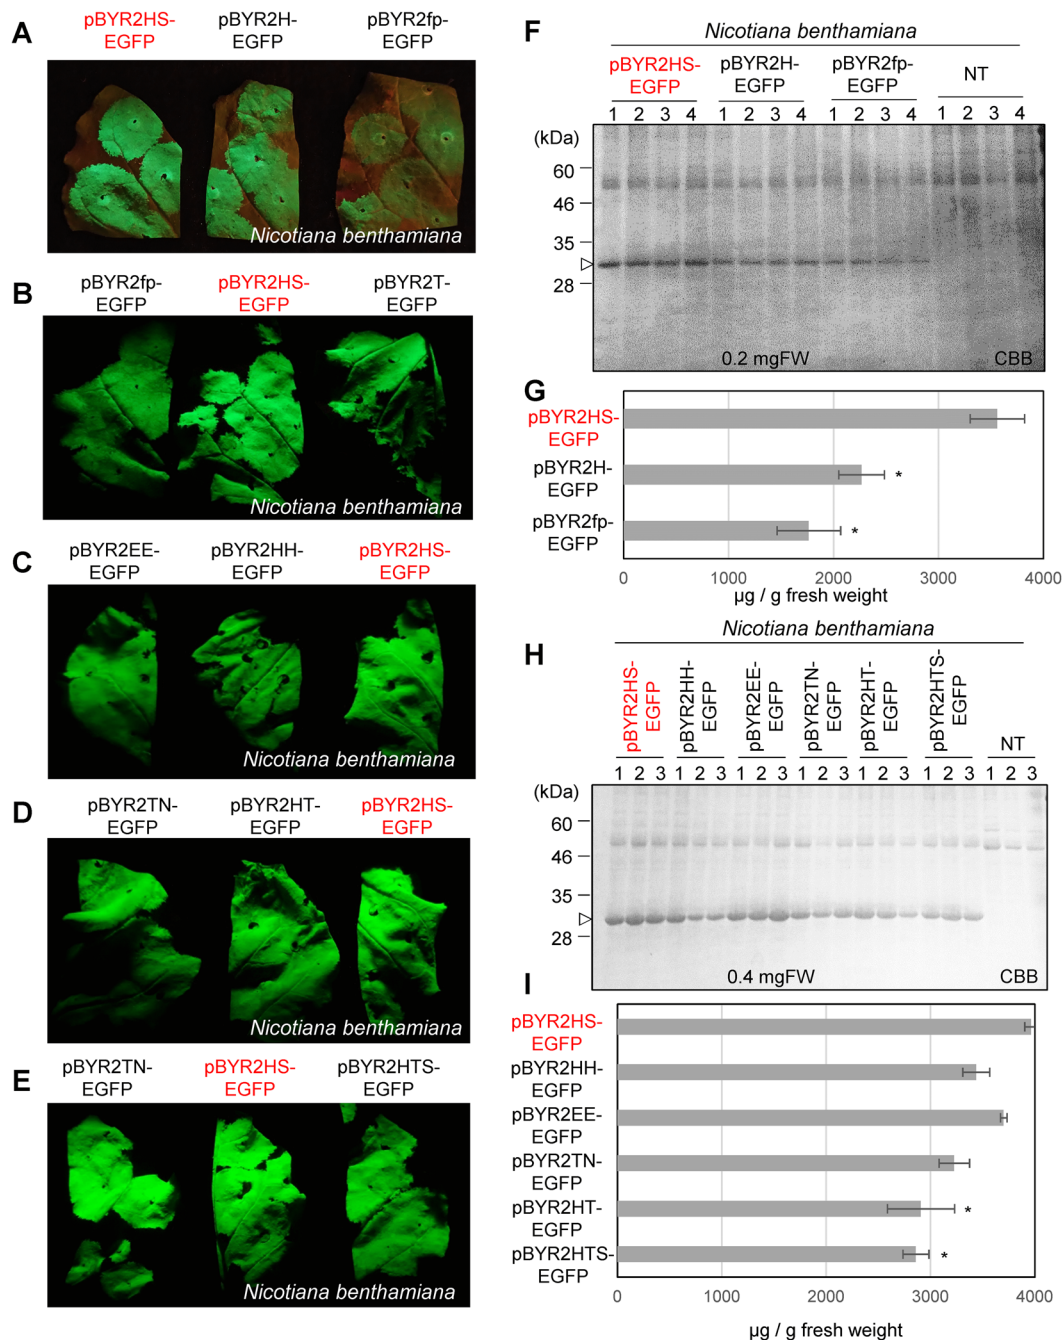 A
pBYR2HS-
EGFP
pBYR2H-
EGFP
pBYR2fp-
EGFP
Nicotiana benthamiana
B
pBYR2fp-
EGFP
pBYR2HS-
EGFP
pBYR2T-
EGFP
Nicotiana benthamiana
C
pBYR2EE-
EGFP
pBYR2HH-
EGFP
pBYR2HS-
EGFP
Nicotiana benthamiana
D
pBYR2TN-
EGFP
pBYR2HT-
EGFP
pBYR2HS-
EGFP
Nicotiana benthamiana
E
pBYR2TN-
EGFP
pBYR2HS-
EGFP
pBYR2HTS-
EGFP
Nicotiana benthamiana
F
Nicotiana benthamiana
pBYR2HS-
EGFP
pBYR2H-
EGFP
pBYR2fp-
EGFP
NT
1 2 3 4 1 2 3 4 1 2 3 4 1 2 3 4
(kDa)
60
46
35
28
0.2 mgFW
CBB
G
pBYR2HS-
EGFP
pBYR2H-
EGFP
*
pBYR2fp-
EGFP
*
0 1000 2000 3000 4000
µg / g fresh weight
H
Nicotiana benthamiana
pBYR2HS-
EGFP
pBYR2HH-
EGFP
pBYR2EE-
EGFP
pBYR2TN-
EGFP
pBYR2HT-
EGFP
pBYR2HTS-
EGFP
NT
1 2 3 1 2 3 1 2 3 1 2 3 1 2 3 1 2 3 1 2 3
(kDa)
60
46
35
28
0.4 mgFW
CBB
I
pBYR2HS-
EGFP
pBYR2HH-
EGFP
pBYR2EE-
EGFP
pBYR2TN-
EGFP
pBYR2HT-
EGFP
*
pBYR2HTS-
EGFP
*
0 1000 2000 3000 4000
µg / g fresh weight